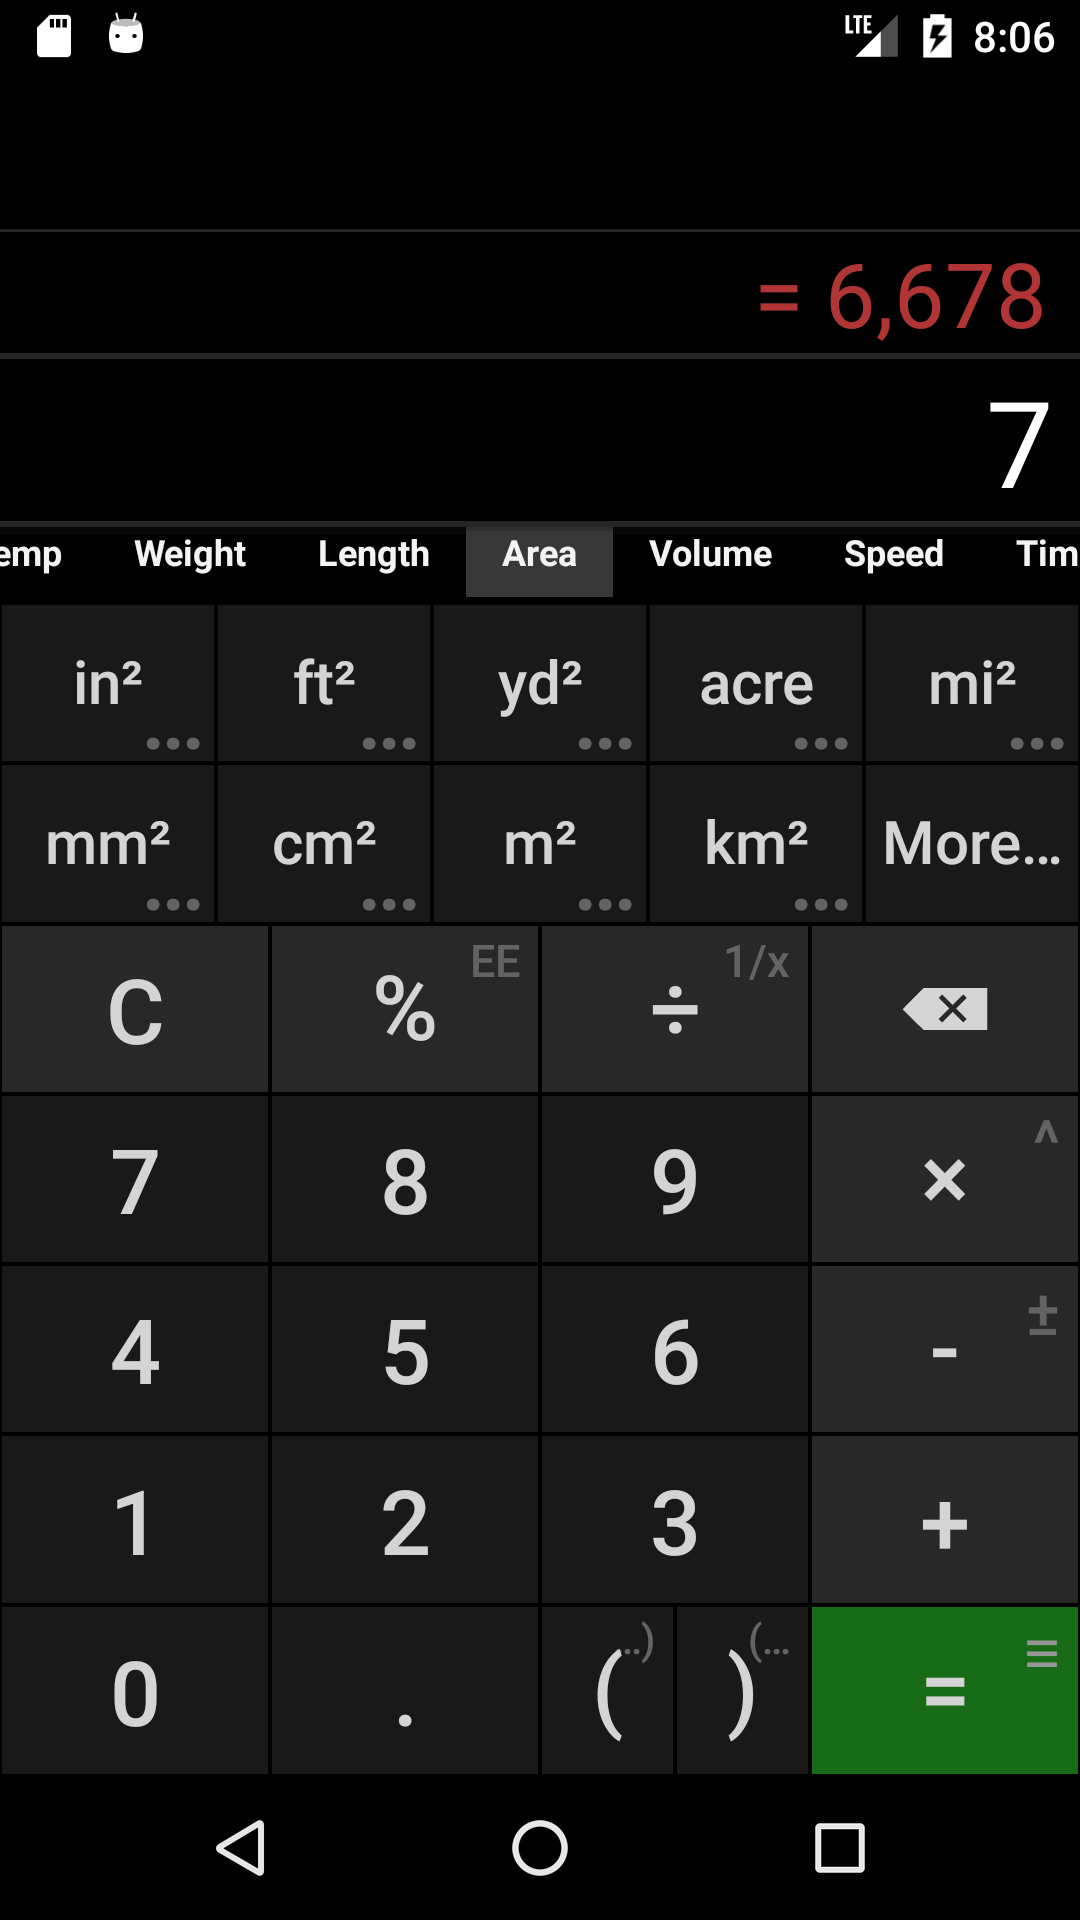 LTE 8:06
= 6,678
7
emp Weight Length Area Volume Speed Tim
in² ft² yd² acre mi²
mm² cm² m² km² More...
C % EE ÷ 1/x
7 8 9 × ^
4 5 6 - ±
1 2 3 +
0 . ( ..) ) (... =